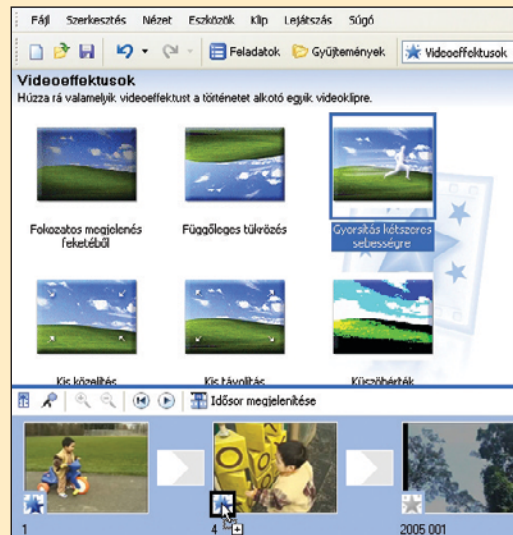 Fájl Szerkesztés Nézet Eszközök Klip Lejátszás Súgó
Feladatok Gyűjtemények Videoeffektusok
Videoeffektusok
Húzza rá valamelyik videoeffektust a történetet alkotó egyik videoklipre.
Fokozatos megjelenés feketéből
Függőleges tükrözés
Gyorsítás kétszeres sebességre
Kis közelítés
Kis távolítás
Küszöbérték
Idősor megjelenítése
1 4 2005 001